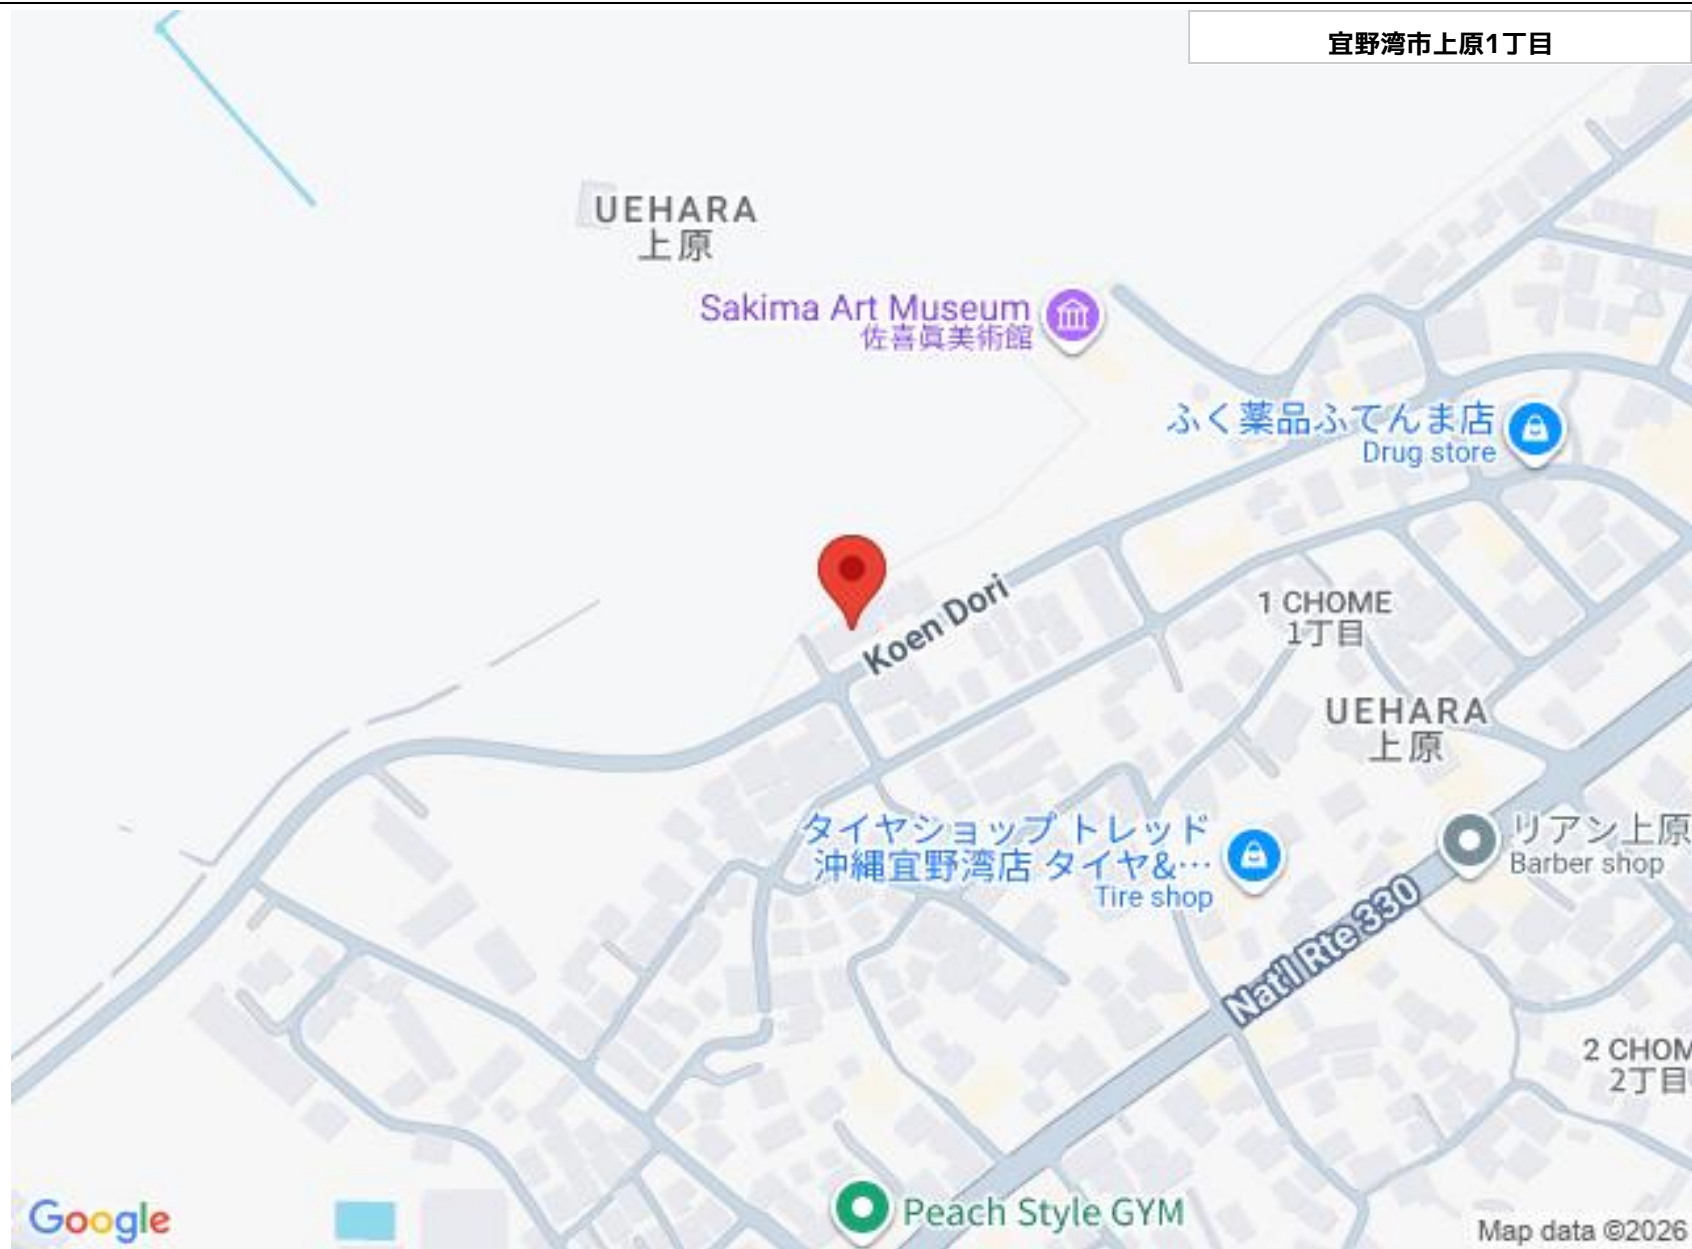 宜野湾市上原1丁目
UEHARA
上原
Sakima Art Museum
佐喜眞美術館
ふく薬品ふてんま店
Drug store
Koen Dori
1 CHOME
1丁目
UEHARA
上原
タイヤショップ トレッド
沖縄宜野湾店 タイヤ&…
Tire shop
リアン上原
Barber shop
Nat'l Rte 330
2 CHOM
2丁目
Peach Style GYM
Google
Map data ©2026